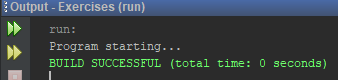 Output - Exercises (run)
run:
Program starting...
BUILD SUCCESSFUL (total time: 0 seconds)